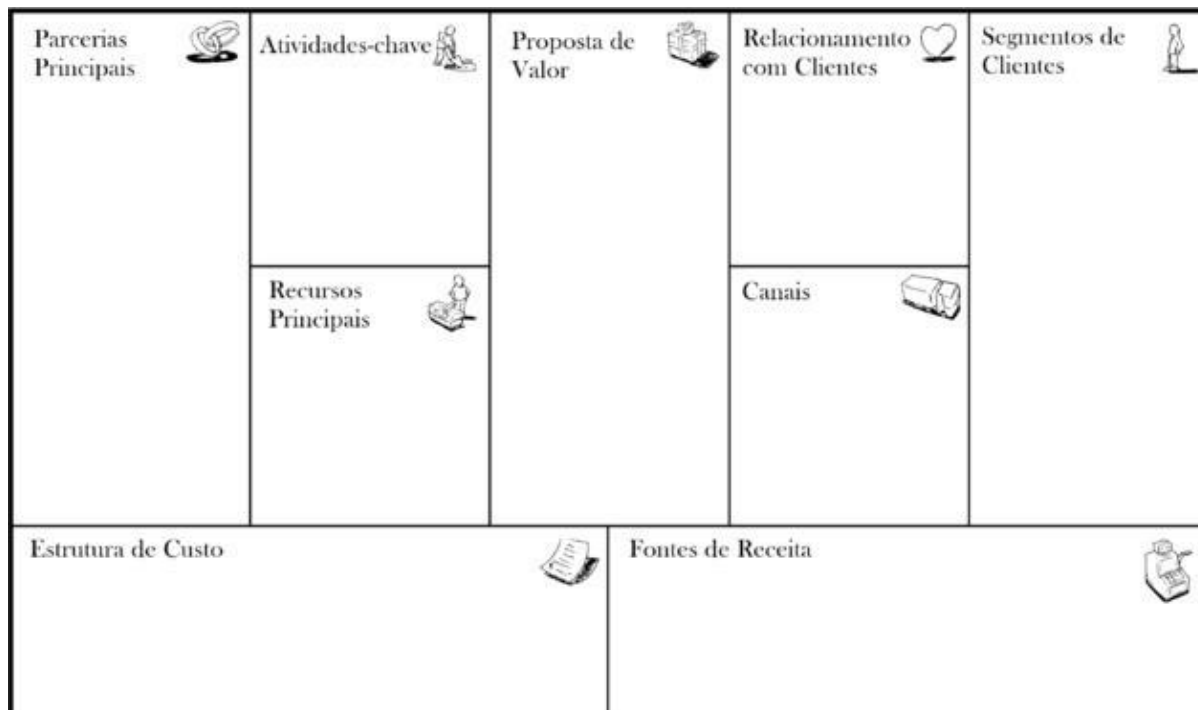 Parcerias
Principais
Atividades-chave
Proposta de
Valor
Relacionamento
com Clientes
Segmentos de
Clientes
Recursos
Principais
Canais
Estrutura de Custo
Fontes de Receita